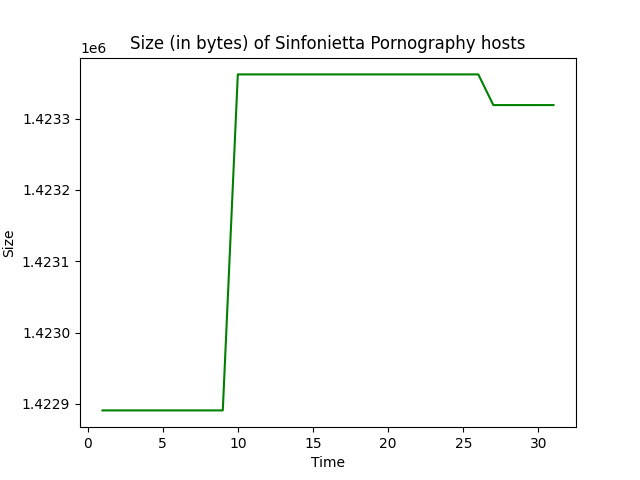 Size (in bytes) of Sinfonietta Pornography hosts
1e6
1.4233
1.4232
1.4231
1.4230
1.4229
Size
0 5 10 15 20 25 30
Time